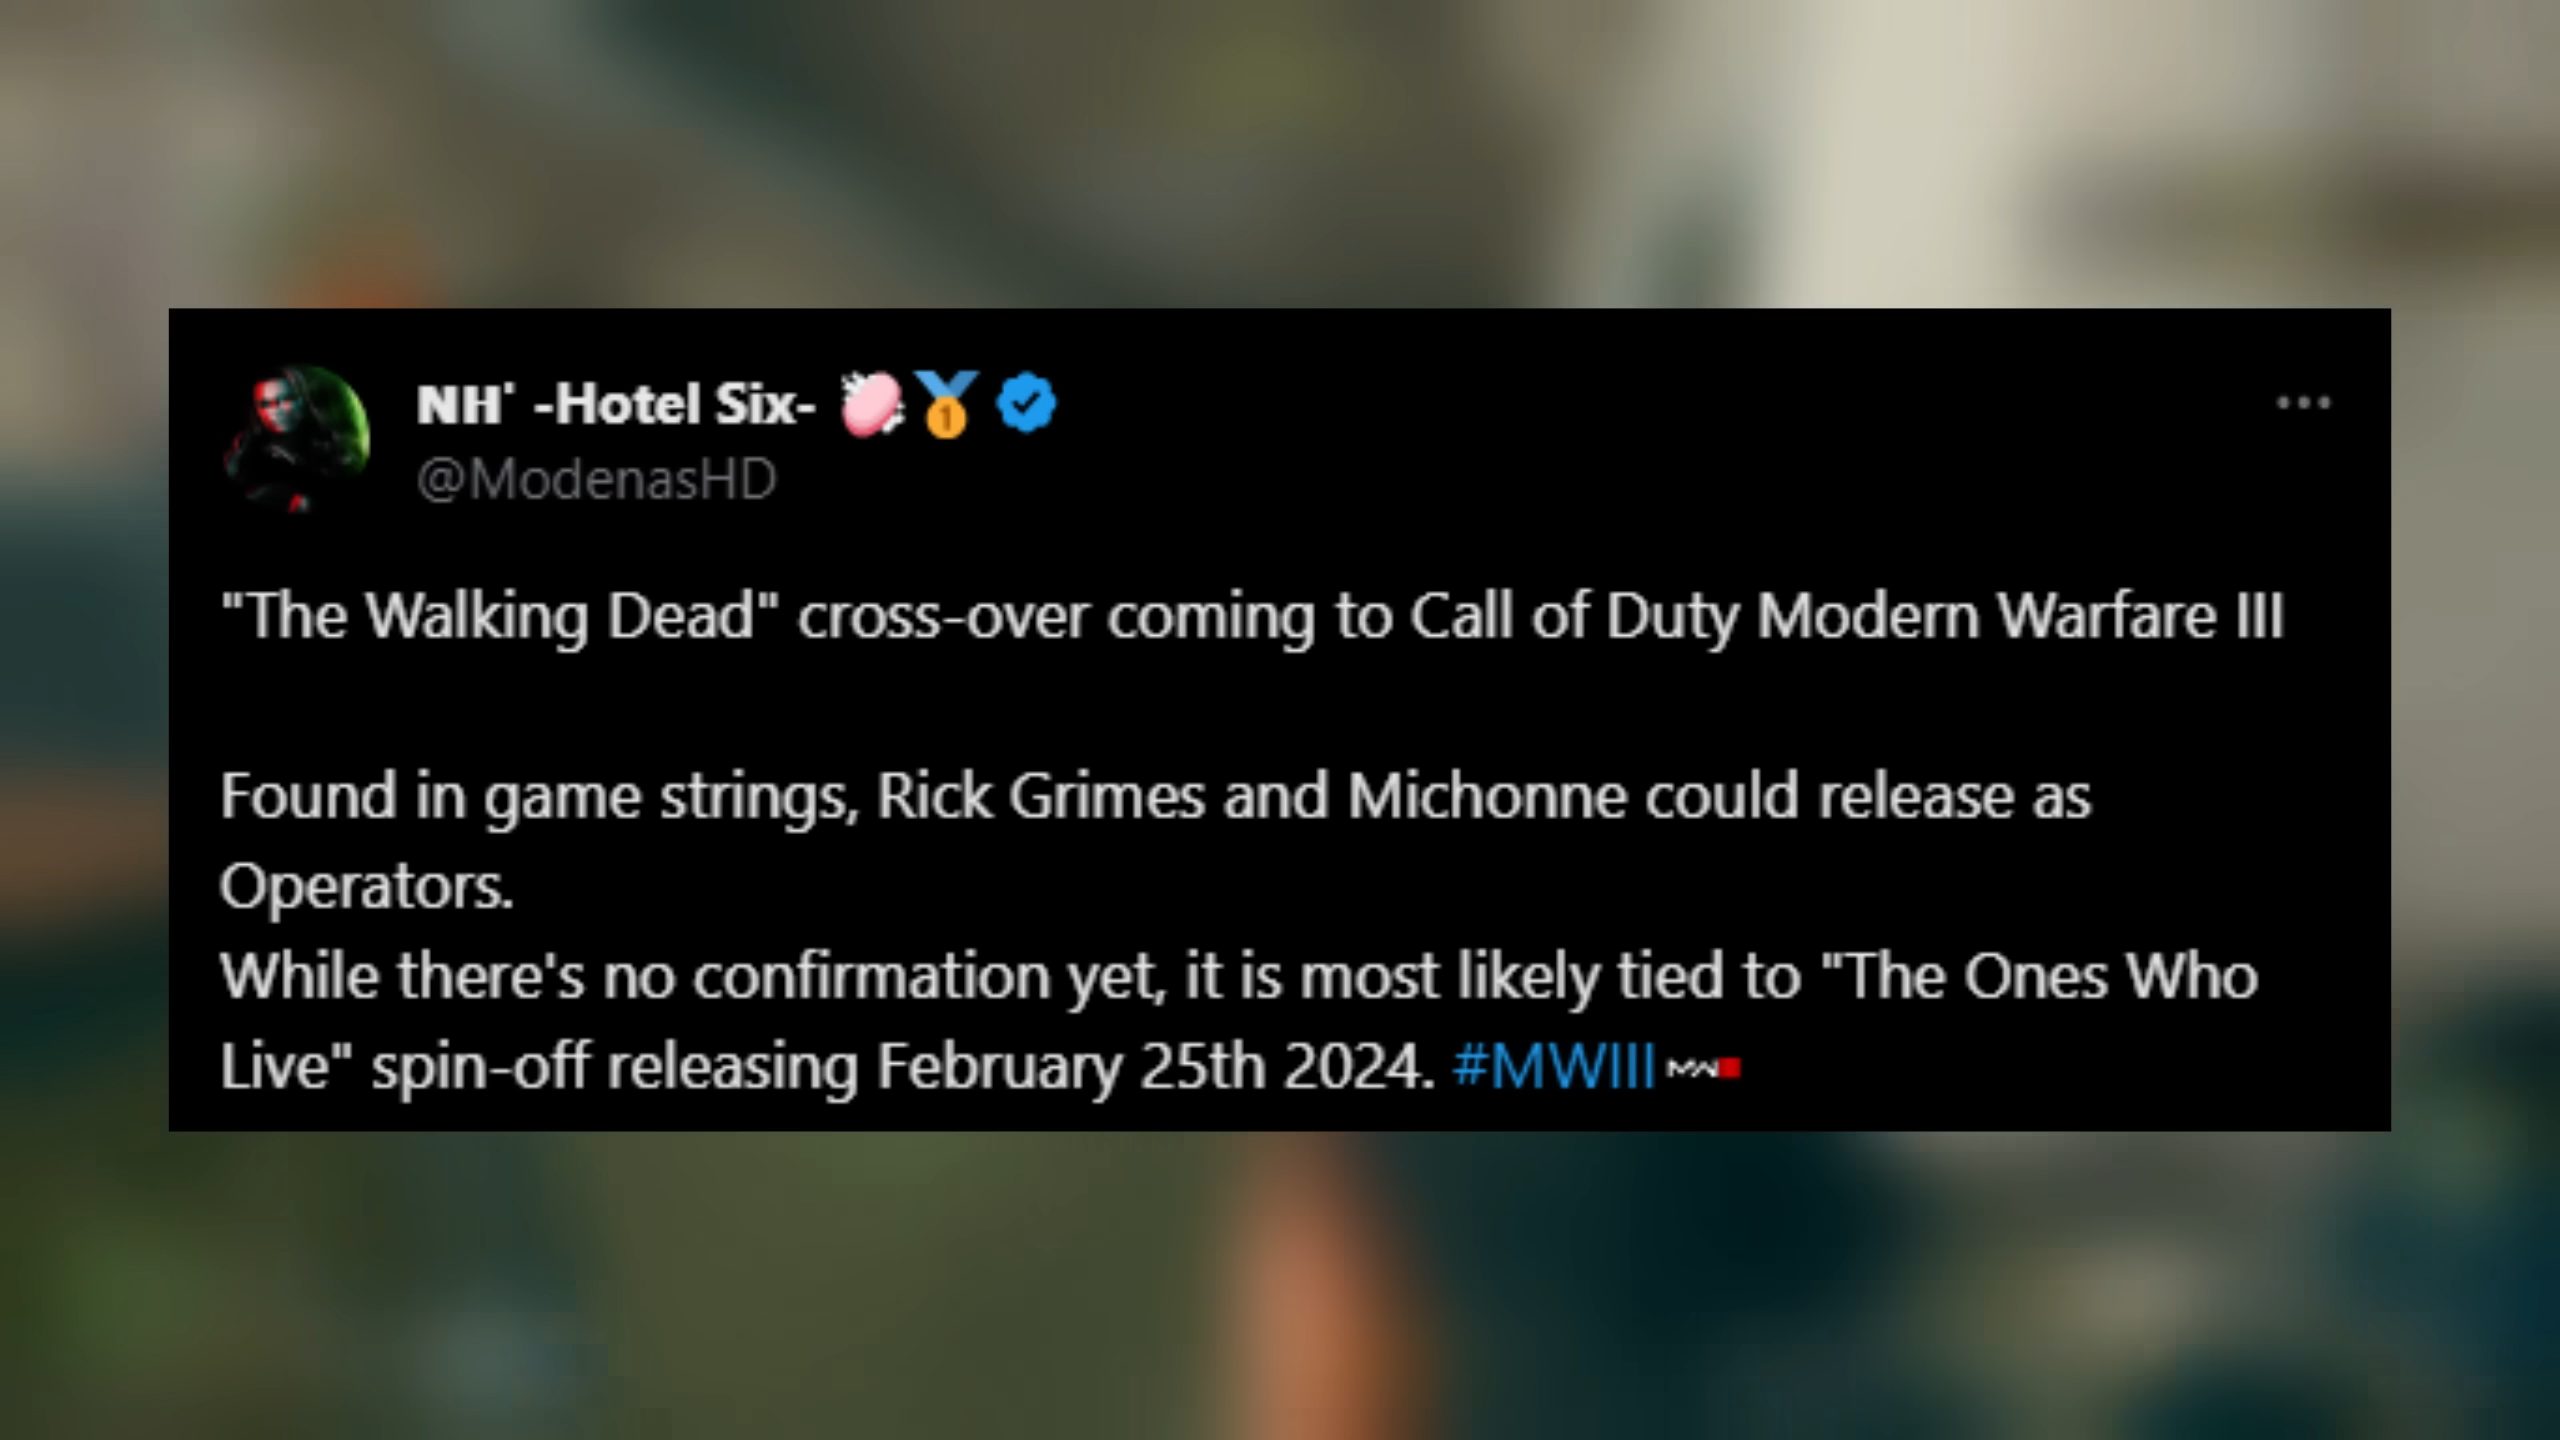 NH' -Hotel Six-
@ModenasHD
"The Walking Dead" cross-over coming to Call of Duty Modern Warfare III
Found in game strings, Rick Grimes and Michonne could release as
Operators.
While there's no confirmation yet, it is most likely tied to "The Ones Who
Live" spin-off releasing February 25th 2024. #MWIII